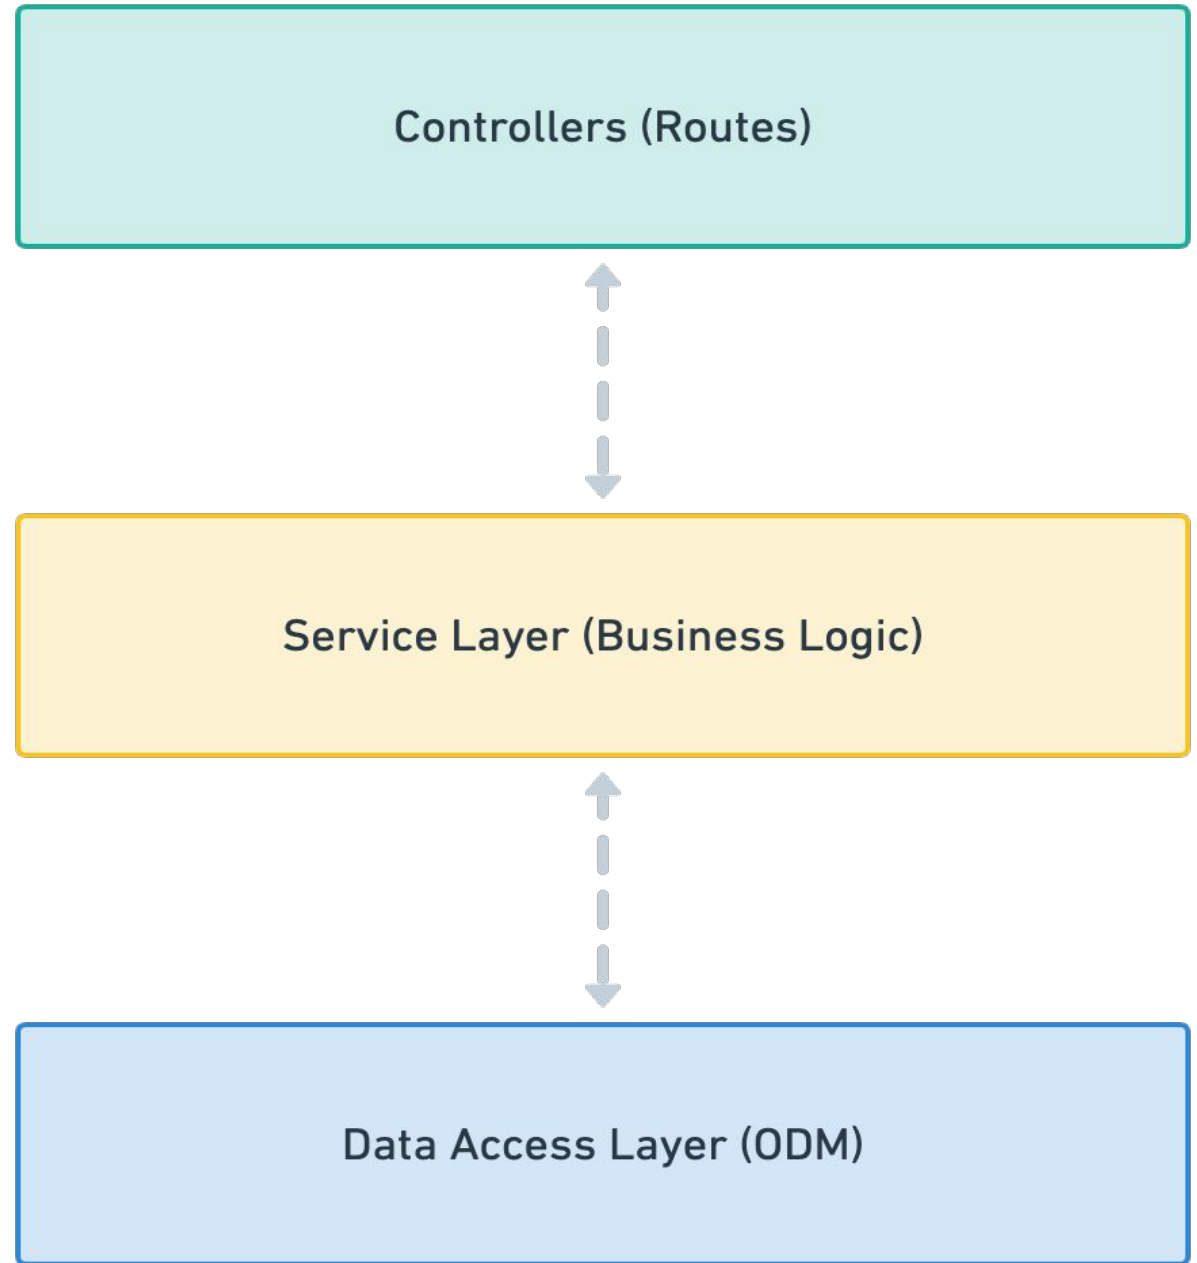 Controllers (Routes)
Service Layer (Business Logic)
Data Access Layer (ODM)